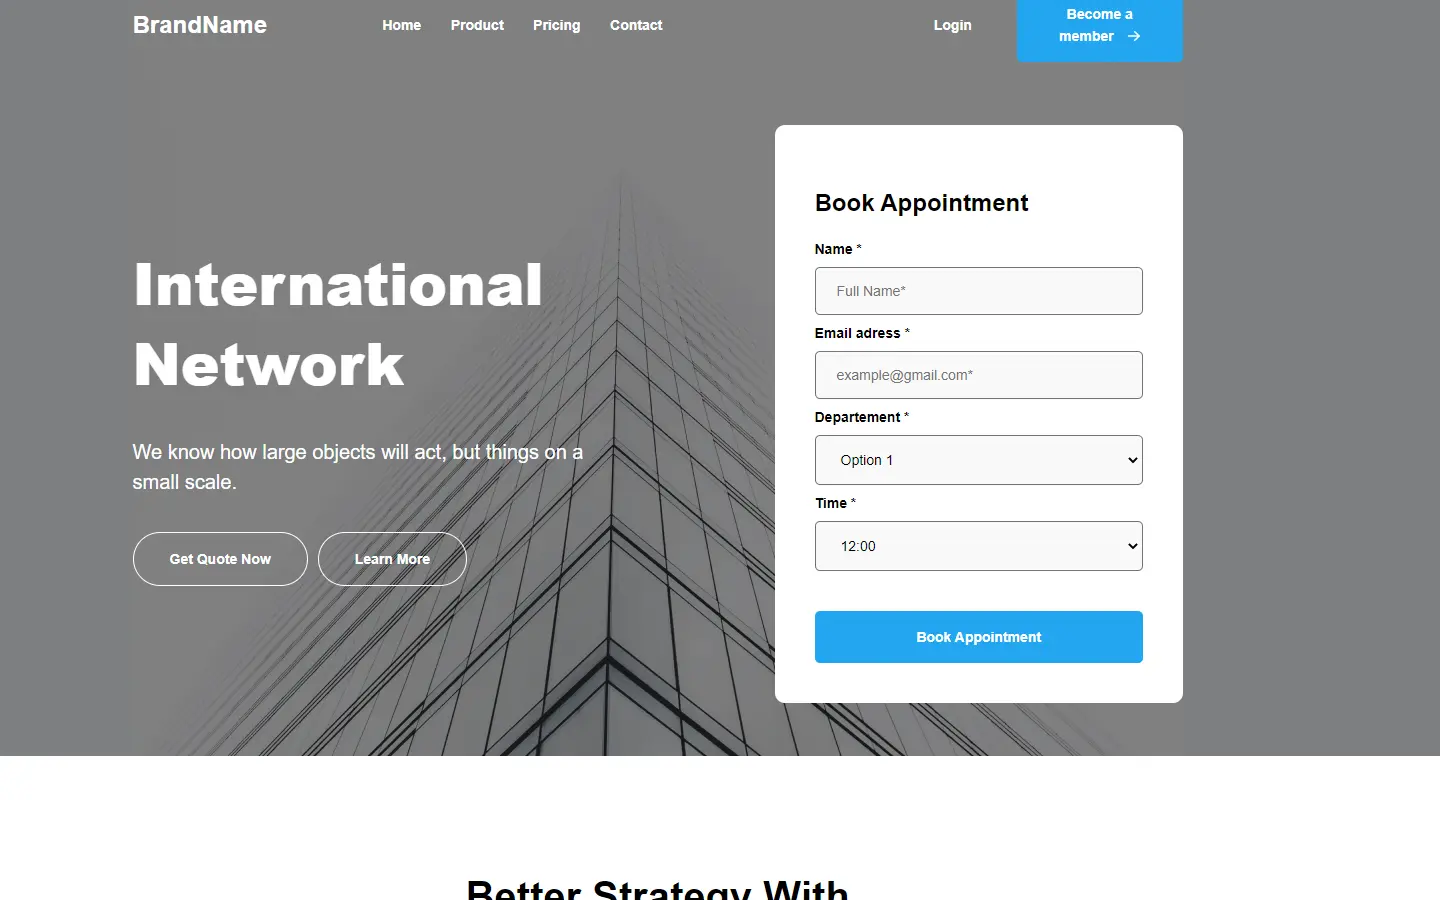 BrandName
Home
Product
Pricing
Contact
Login
Become a
member
International
Network
We know how large objects will act, but things on a
small scale.
Get Quote Now
Learn More
Book Appointment
Name *
Full Name*
Email adress *
example@gmail.com*
Departement *
Option 1
Time *
12:00
Book Appointment
Better Strategy With